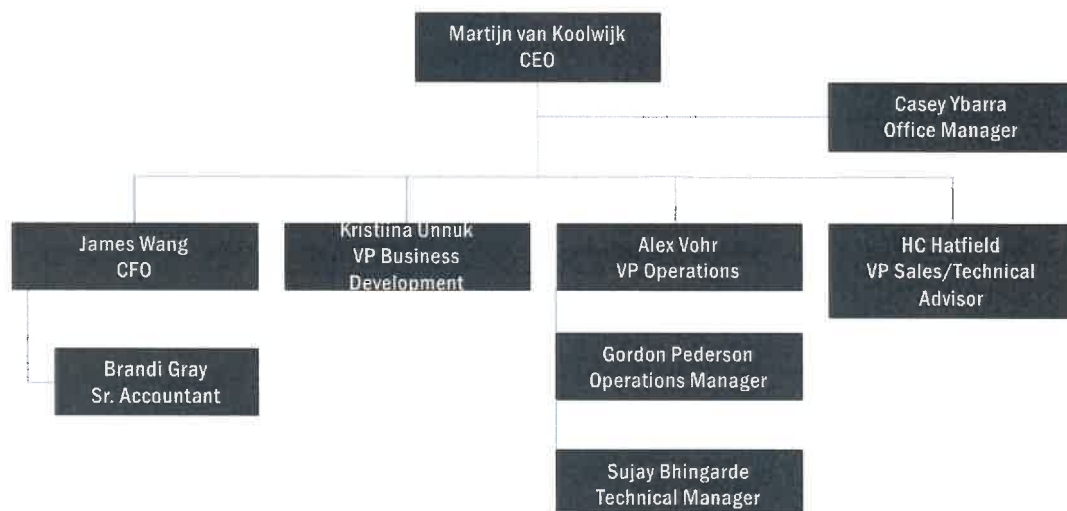 Martijn van Koolwijk
CEO
Casey Ybarra
Office Manager
James Wang
CFO
Kristiina Unnuk
VP Business
Development
Alex Vohr
VP Operations
HC Hatfield
VP Sales/Technical
Advisor
Brandi Gray
Sr. Accountant
Gordon Pederson
Operations Manager
Sujay Bhingarde
Technical Manager